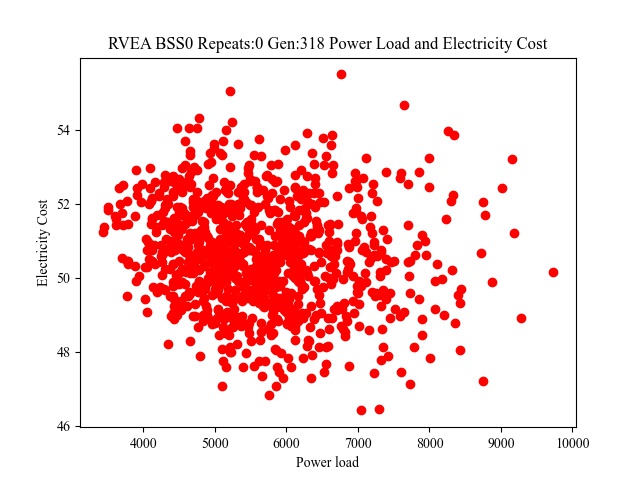 RVEA BSS0 Repeats:0 Gen:318 Power Load and Electricity Cost
54
52
50
48
46
Electricity Cost
4000 5000 6000 7000 8000 9000 10000
Power load